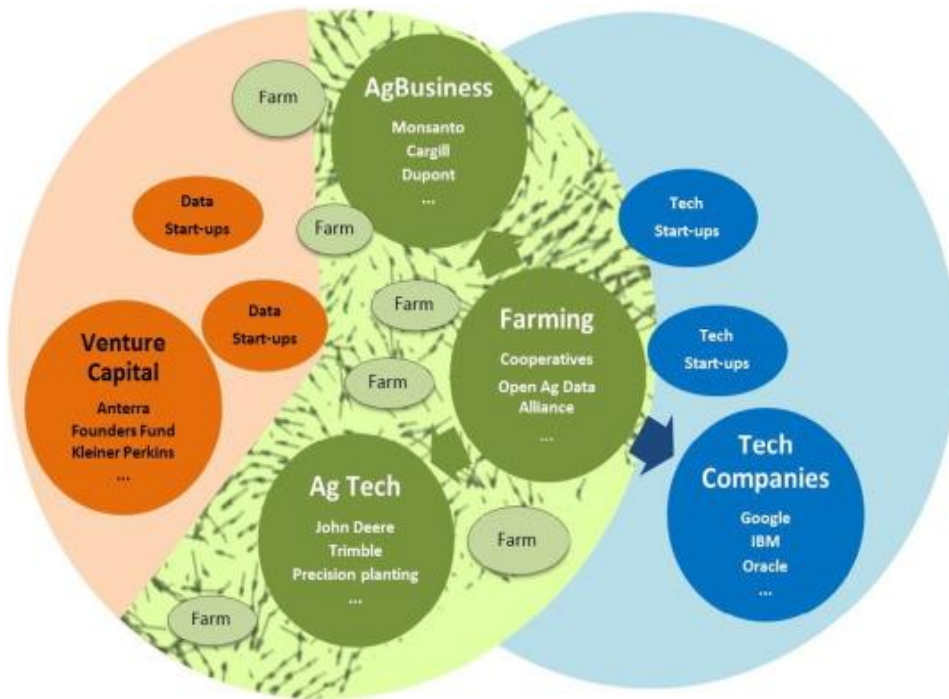 Farm
AgBusiness
Monsanto
Cargill
Dupont
...
Data
Start-ups
Farm
Tech
Start-ups
Farm
Data
Start-ups
Farming
Cooperatives
Open Ag Data
Alliance
...
Tech
Start-ups
Venture
Capital
Anterra
Founders Fund
Kleiner Perkins
...
Farm
Ag Tech
John Deere
Trimble
Precision planting
...
Tech
Companies
Google
IBM
Oracle
...
Farm
Farm